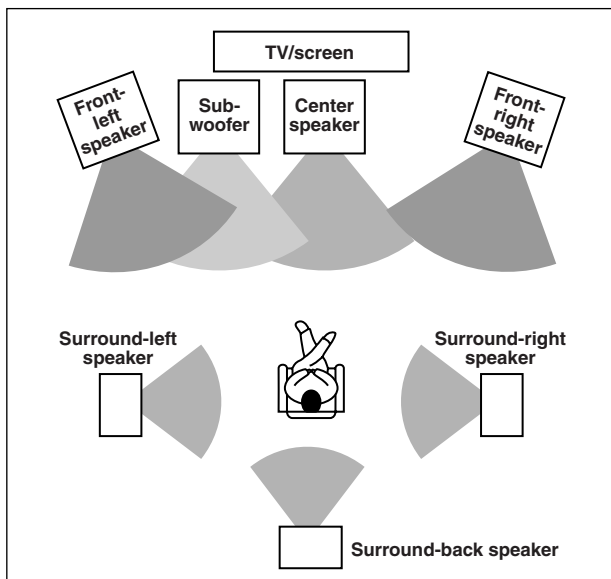 TV/screen
Front-
left
speaker
Sub-
woofer
Center
speaker
Front-
right
speaker
Surround-left
speaker
Surround-right
speaker
Surround-back speaker